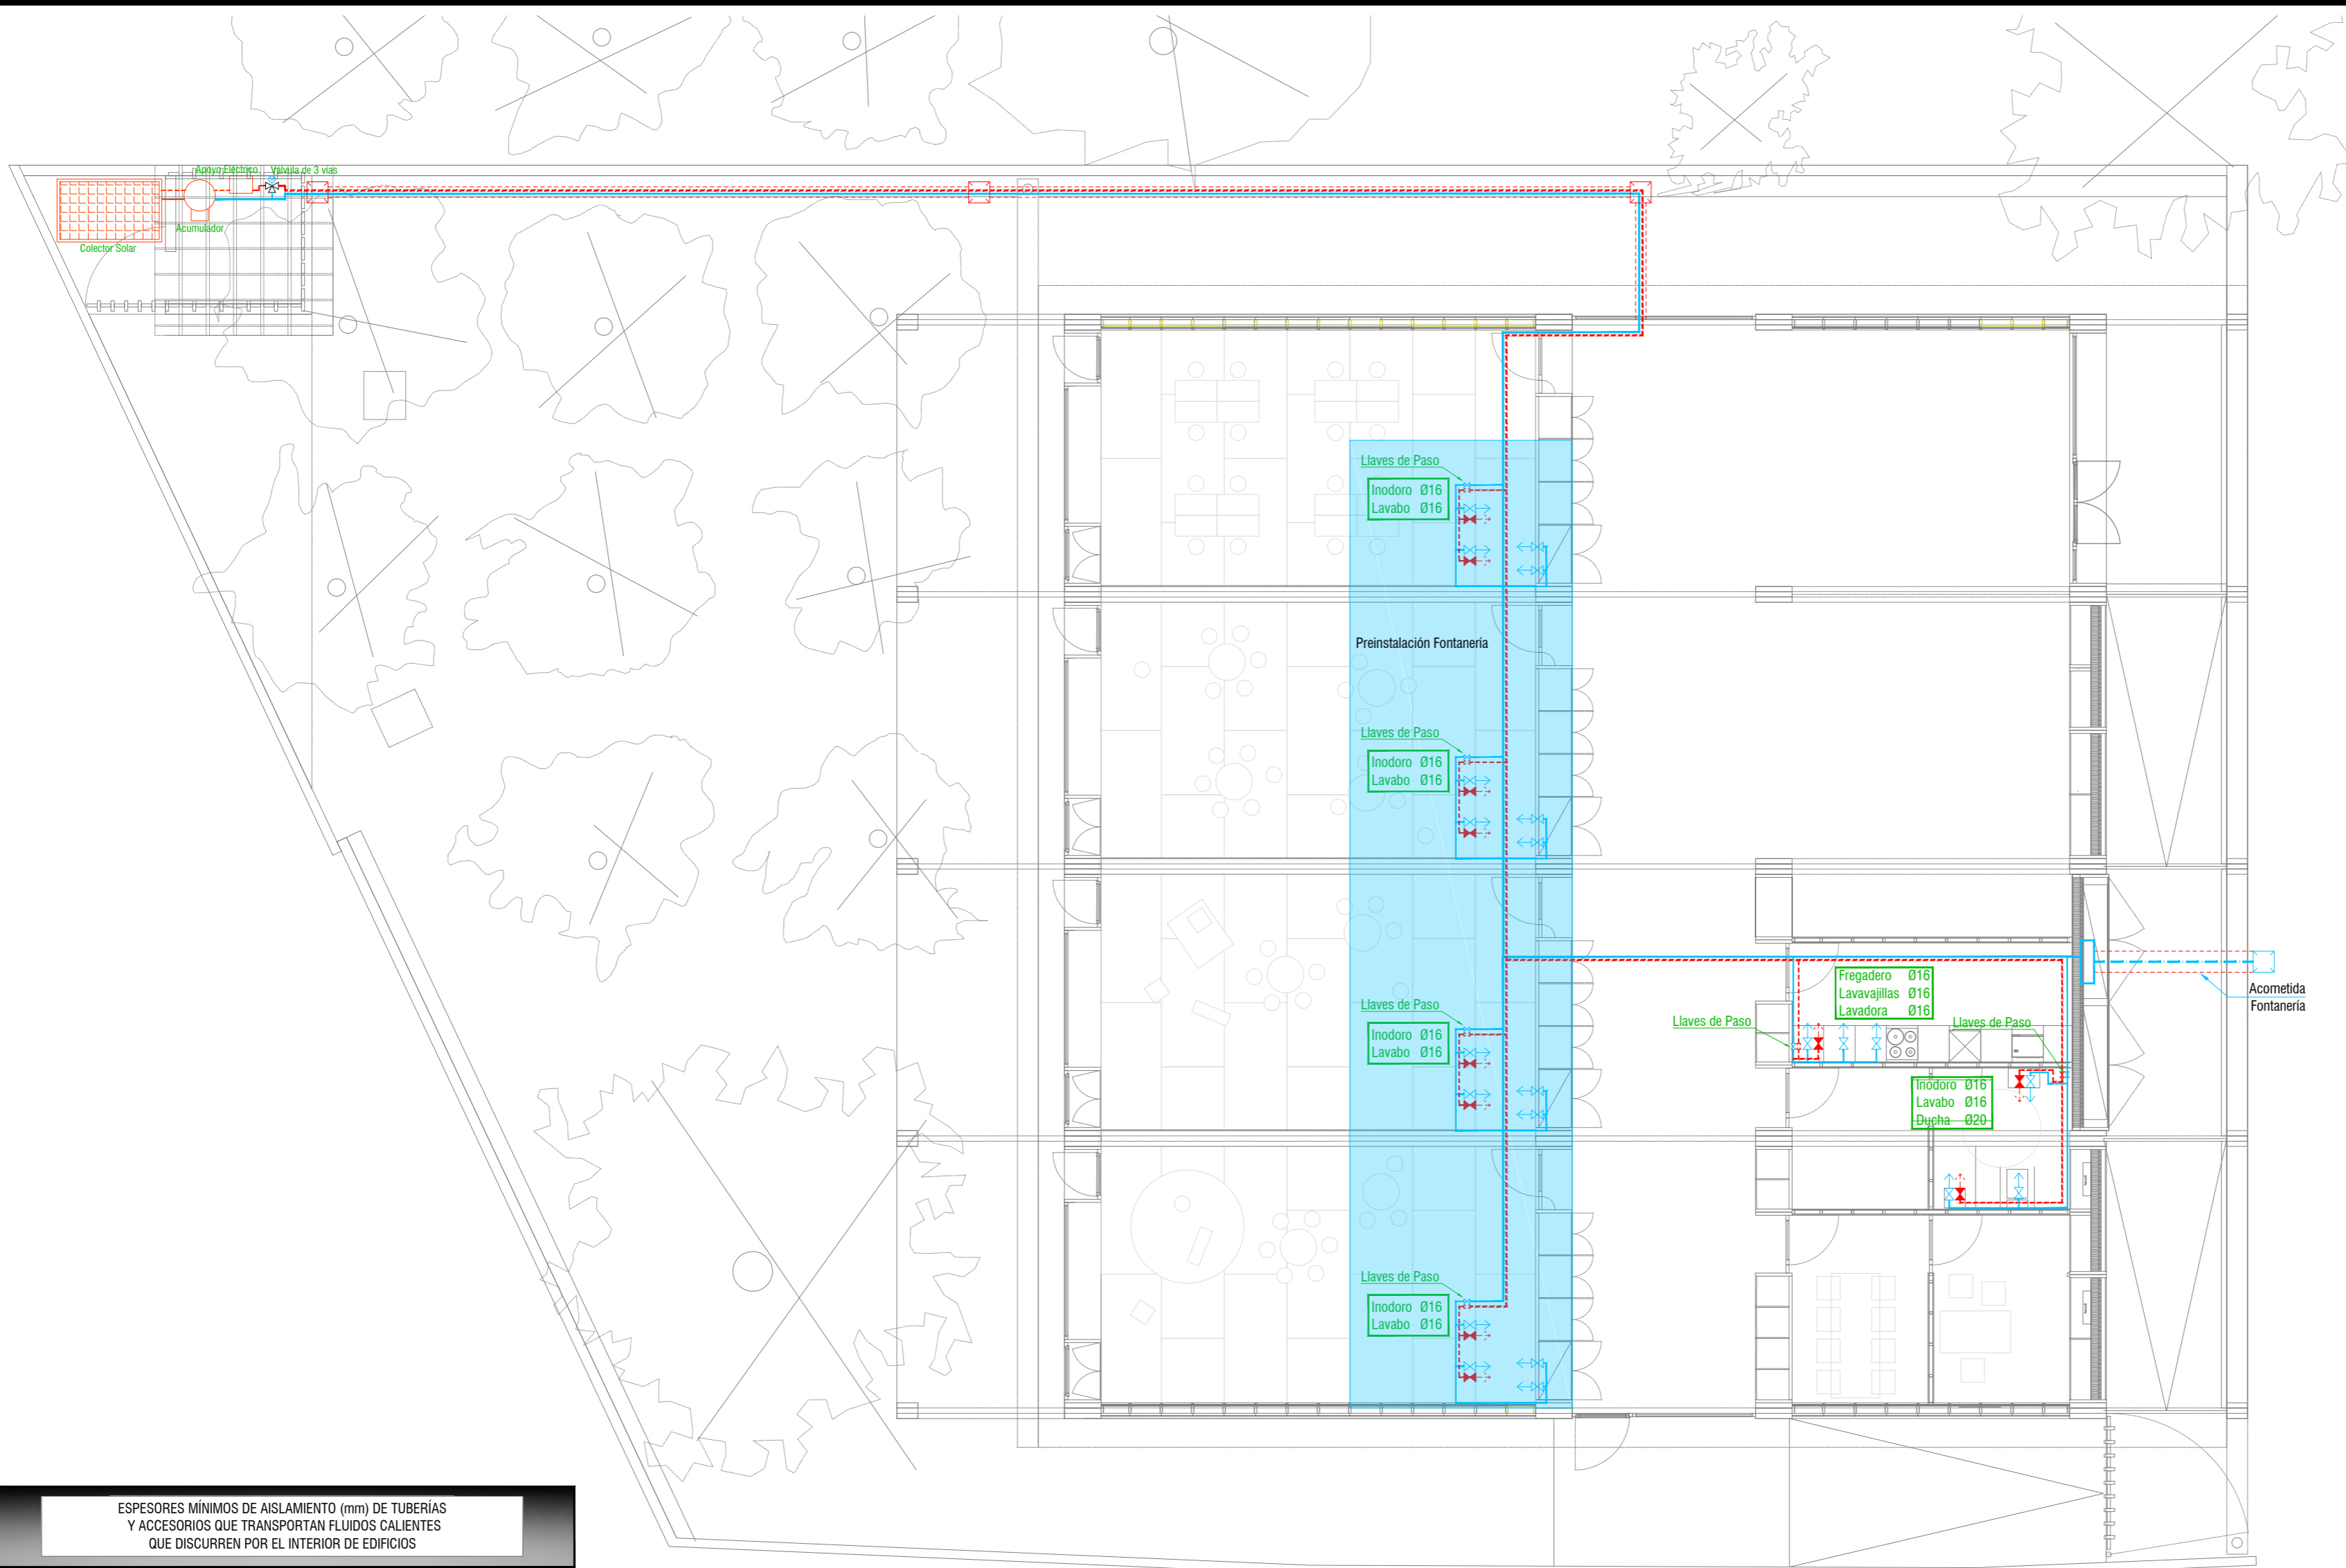 Apoyo Eléctrico
Válvula de 3 vías
Acumulador
Colector Solar
Llaves de Paso
Inodoro Ø16
Lavabo Ø16
Preinstalación Fontanería
Llaves de Paso
Inodoro Ø16
Lavabo Ø16
Llaves de Paso
Inodoro Ø16
Lavabo Ø16
Fregadero Ø16
Lavavajillas Ø16
Lavadora Ø16
Llaves de Paso
Llaves de Paso
Acometida
Fontanería
Inodoro Ø16
Lavabo Ø16
Ducha Ø20
Llaves de Paso
Inodoro Ø16
Lavabo Ø16
ESPESORES MÍNIMOS DE AISLAMIENTO (mm) DE TUBERÍAS
Y ACCESORIOS QUE TRANSPORTAN FLUIDOS CALIENTES
QUE DISCURREN POR EL INTERIOR DE EDIFICIOS